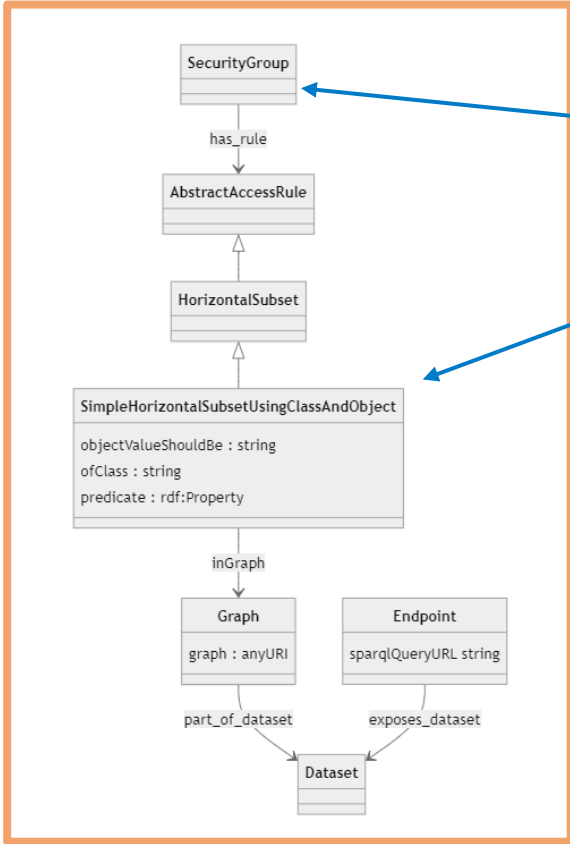 SecurityGroup
has_rule
AbstractAccessRule
HorizontalSubset
SimpleHorizontalSubsetUsingClassAndObject
objectValueShouldBe : string
ofClass : string
predicate : rdf:Property
inGraph
Graph
graph : anyURI
Endpoint
sparqlQueryURL string
part_of_dataset
exposes_dataset
Dataset